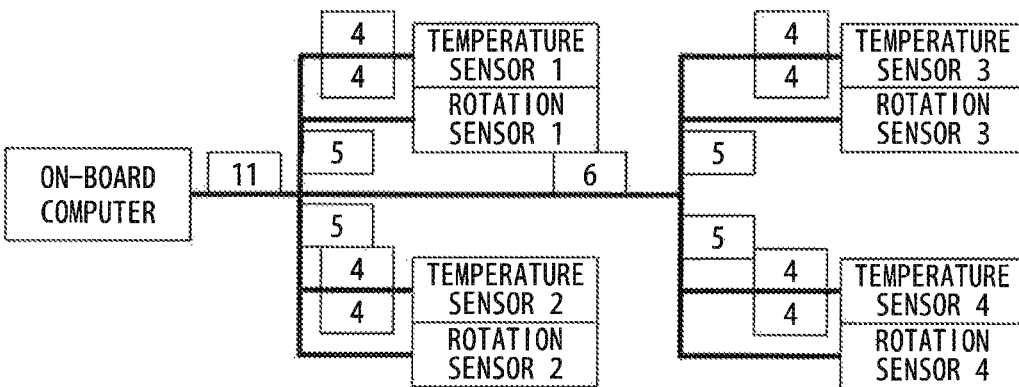 4
TEMPERATURE
SENSOR 1
4
ROTATION
SENSOR 1
4
TEMPERATURE
SENSOR 3
4
ROTATION
SENSOR 3
5
5
ON-BOARD
COMPUTER
11
6
5
5
4
TEMPERATURE
SENSOR 2
4
ROTATION
SENSOR 2
4
TEMPERATURE
SENSOR 4
4
ROTATION
SENSOR 4